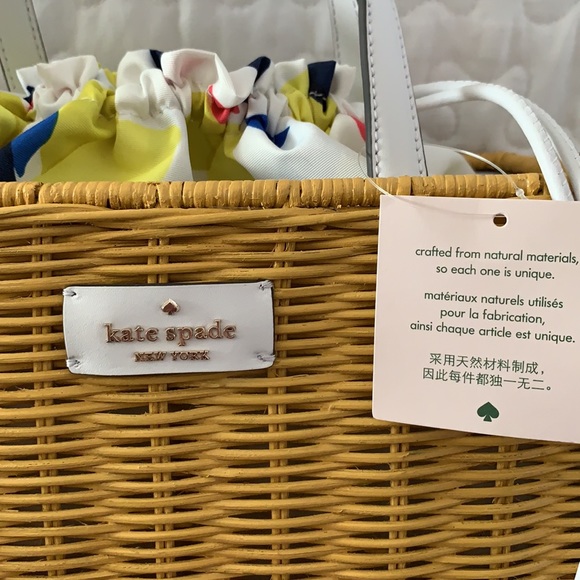 kate spade
NEW YORK
crafted from natural materials,
so each one is unique.
matériaux naturels utilisés
pour la fabrication,
ainsi chaque article est unique.
采用天然材料制成，
因此每件都独一无二。